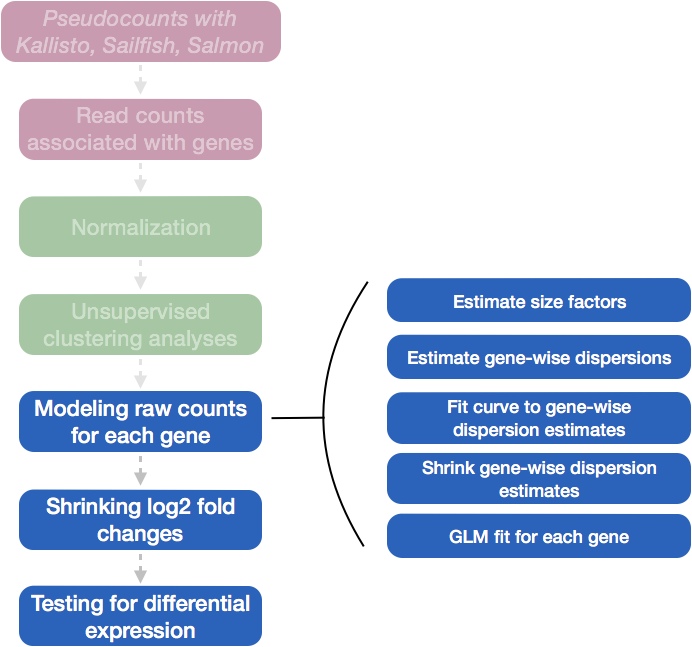 Pseudocounts with
Kallisto, Sailfish, Salmon
Read counts
associated with genes
Normalization
Unsupervised
clustering analyses
Modeling raw counts
for each gene
Shrinking log2 fold
changes
Testing for differential
expression
Estimate size factors
Estimate gene-wise dispersions
Fit curve to gene-wise
dispersion estimates
Shrink gene-wise dispersion
estimates
GLM fit for each gene